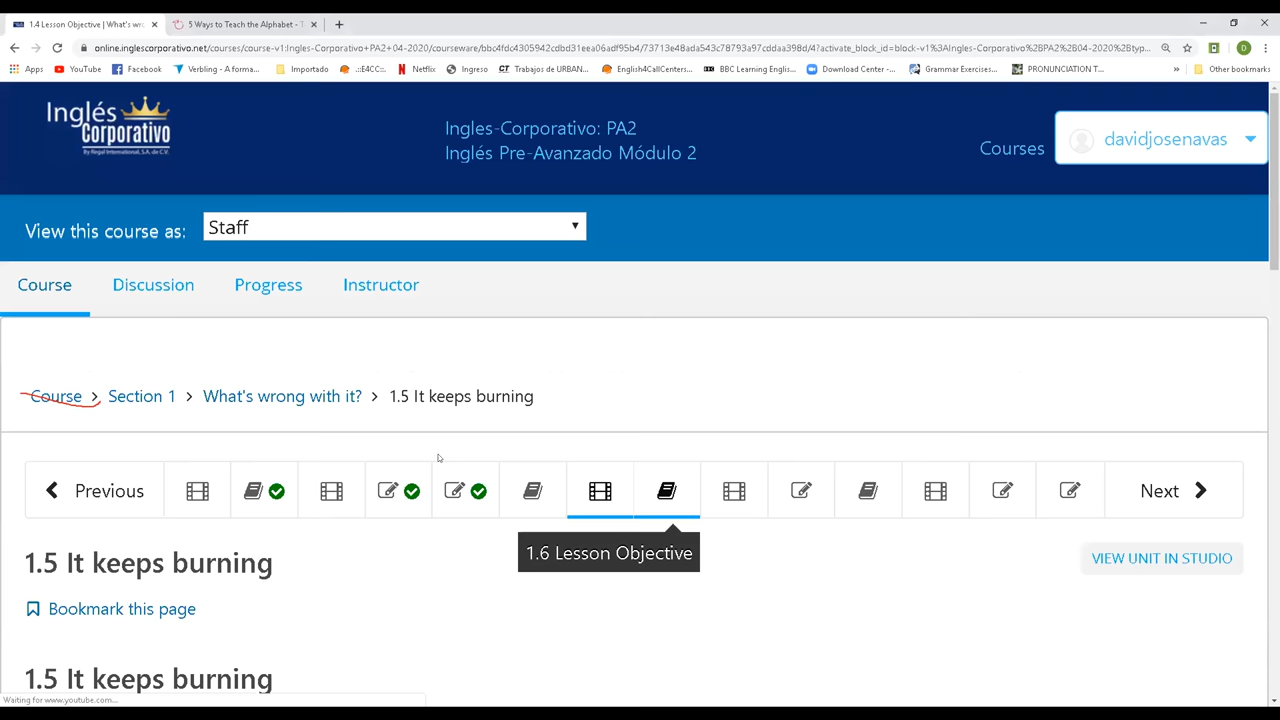 1.4 Lesson Objective | What's wr
5 Ways to Teach the Alphabet - T
online.inglescorporativo.net/courses/course-v1:Ingles-Corporativo+PA2+04-2020/courseware/bbc4fdc4305942cdbd31eea06adf95b4/73713e48ada543c78793a97cddaa398d/4?activate_block_id=block-v1%3AIngles-Corporativo%2BPA2%2B04-2020%2Btyp...
D
Apps YouTube Facebook Verbling - A forma... Importado .::E4CC::. Netflix Ingreso Trabajos de URBAN... English4CallCenters... BBC Learning Englis... Download Center -... Grammar Exercises... PRONUNCIATION T... » Other bookmarks
Inglés
Corporativo
By Regal International, S.A. de C.V.
Ingles-Corporativo: PA2
Inglés Pre-Avanzado Módulo 2
Courses
davidjosenavas
View this course as: Staff
Course Discussion Progress Instructor
Course > Section 1 > What's wrong with it? > 1.5 It keeps burning
Previous Next
1.6 Lesson Objective
1.5 It keeps burning
VIEW UNIT IN STUDIO
Bookmark this page
1.5 It keeps burning
Waiting for www.youtube.com...